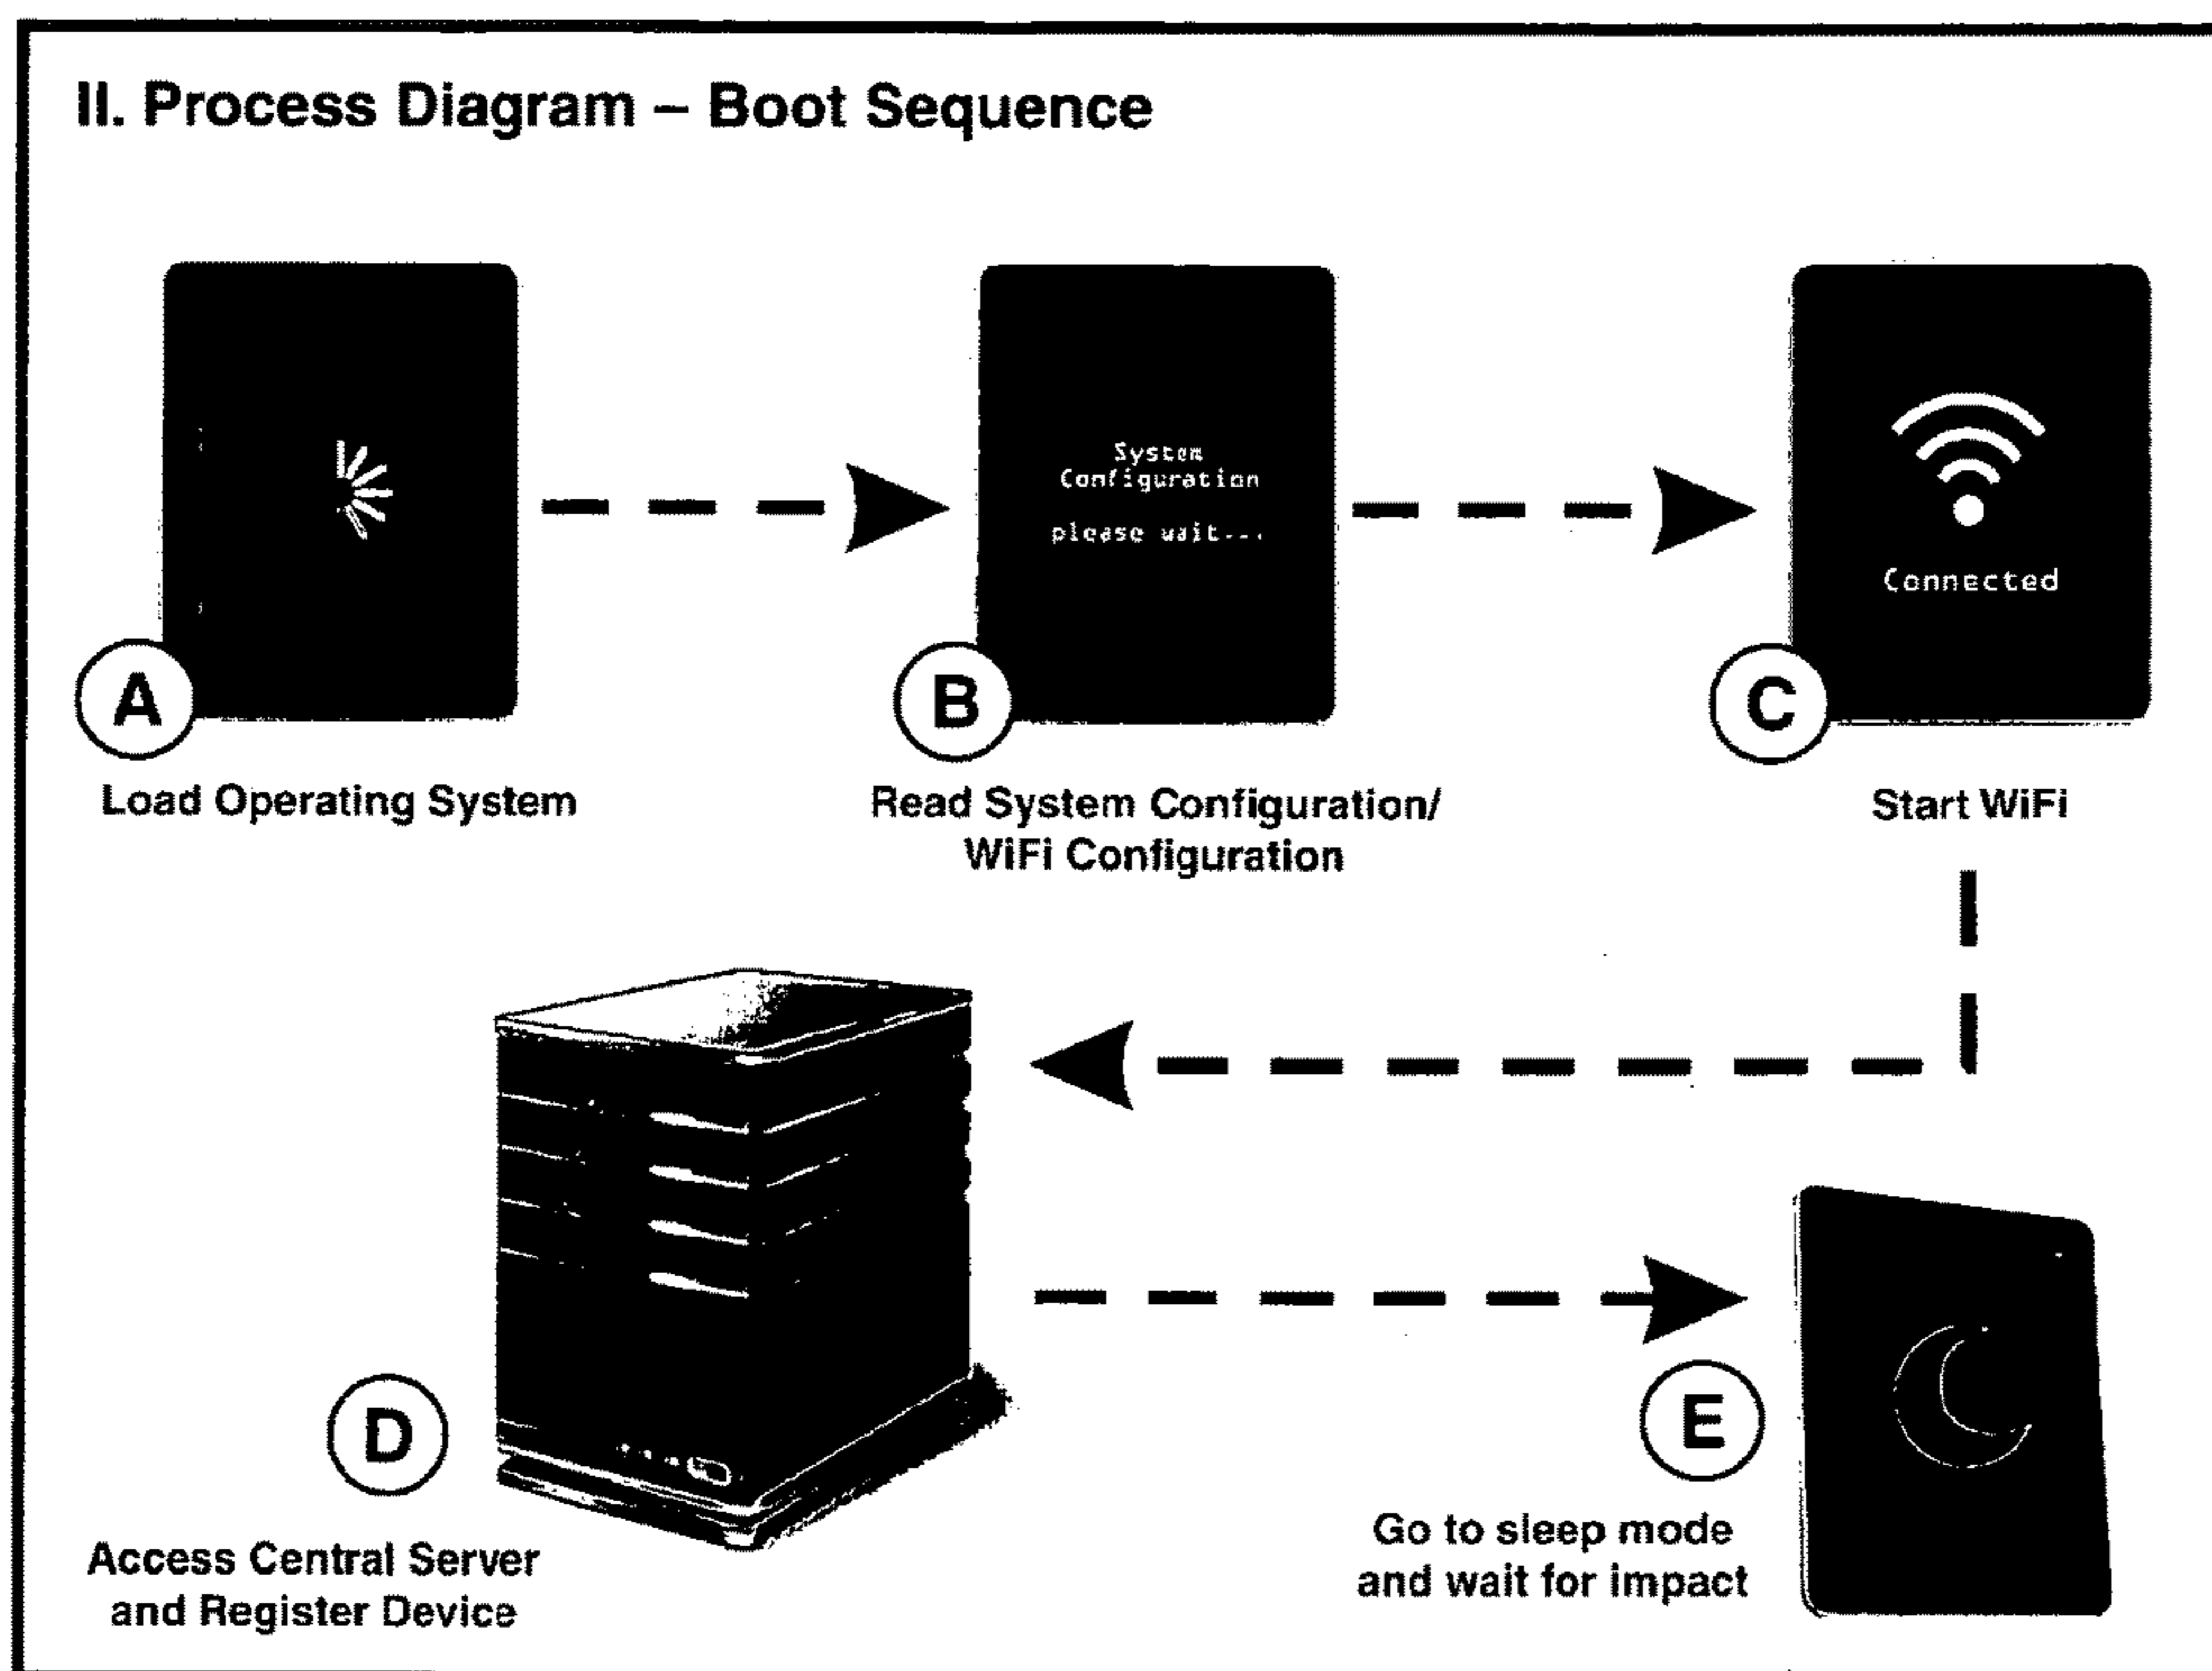 II. Process Diagram – Boot Sequence
System
Configuration
please wait...
Connected
A
B
C
Load Operating System
Read System Configuration/
WiFi Configuration
Start WiFi
D
E
Access Central Server
and Register Device
Go to sleep mode
and wait for impact